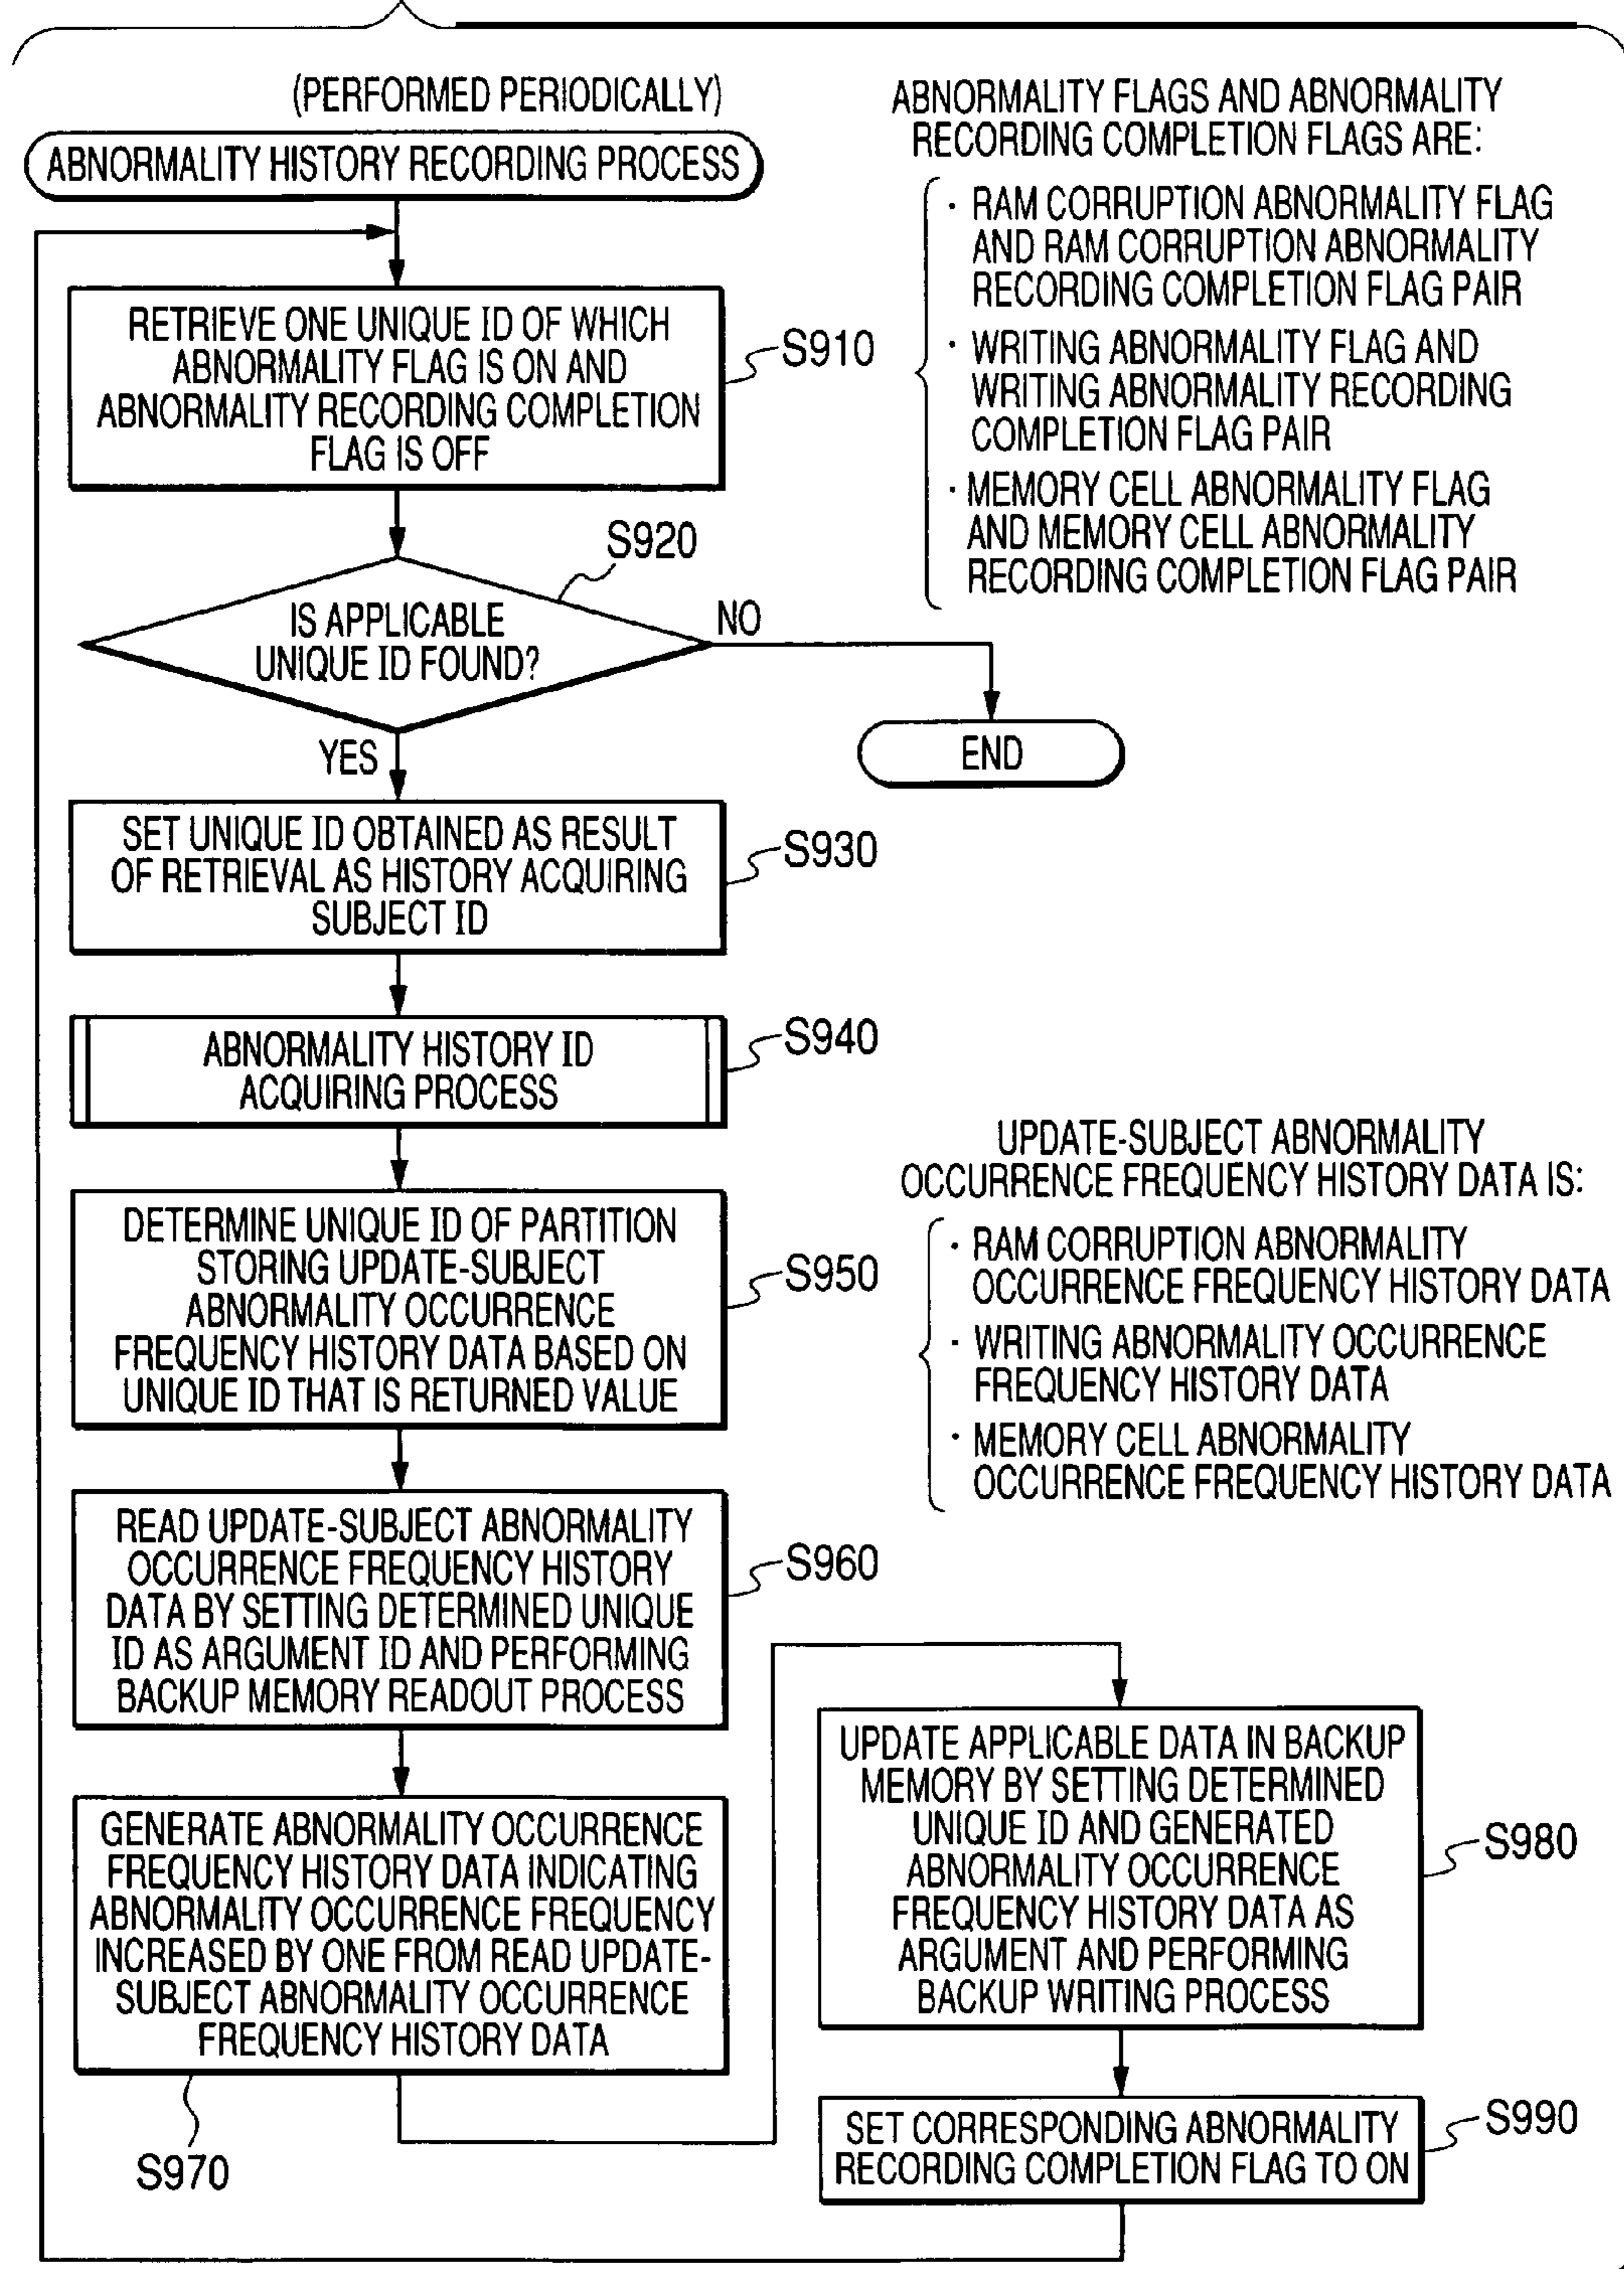 (PERFORMED PERIODICALLY)
ABNORMALITY HISTORY RECORDING PROCESS
RETRIEVE ONE UNIQUE ID OF WHICH
ABNORMALITY FLAG IS ON AND
ABNORMALITY RECORDING COMPLETION
FLAG IS OFF
S910
ABNORMALITY FLAGS AND ABNORMALITY
RECORDING COMPLETION FLAGS ARE:
· RAM CORRUPTION ABNORMALITY FLAG
AND RAM CORRUPTION ABNORMALITY
RECORDING COMPLETION FLAG PAIR
· WRITING ABNORMALITY FLAG AND
WRITING ABNORMALITY RECORDING
COMPLETION FLAG PAIR
· MEMORY CELL ABNORMALITY FLAG
AND MEMORY CELL ABNORMALITY
RECORDING COMPLETION FLAG PAIR
S920
IS APPLICABLE
UNIQUE ID FOUND?
NO
YES
END
SET UNIQUE ID OBTAINED AS RESULT
OF RETRIEVAL AS HISTORY ACQUIRING
SUBJECT ID
S930
ABNORMALITY HISTORY ID
ACQUIRING PROCESS
S940
DETERMINE UNIQUE ID OF PARTITION
STORING UPDATE-SUBJECT
ABNORMALITY OCCURRENCE
FREQUENCY HISTORY DATA BASED ON
UNIQUE ID THAT IS RETURNED VALUE
S950
UPDATE-SUBJECT ABNORMALITY
OCCURRENCE FREQUENCY HISTORY DATA IS:
· RAM CORRUPTION ABNORMALITY
OCCURRENCE FREQUENCY HISTORY DATA
· WRITING ABNORMALITY OCCURRENCE
FREQUENCY HISTORY DATA
· MEMORY CELL ABNORMALITY
OCCURRENCE FREQUENCY HISTORY DATA
READ UPDATE-SUBJECT ABNORMALITY
OCCURRENCE FREQUENCY HISTORY
DATA BY SETTING DETERMINED UNIQUE
ID AS ARGUMENT ID AND PERFORMING
BACKUP MEMORY READOUT PROCESS
S960
GENERATE ABNORMALITY OCCURRENCE
FREQUENCY HISTORY DATA INDICATING
ABNORMALITY OCCURRENCE FREQUENCY
INCREASED BY ONE FROM READ UPDATE-
SUBJECT ABNORMALITY OCCURRENCE
FREQUENCY HISTORY DATA
S970
UPDATE APPLICABLE DATA IN BACKUP
MEMORY BY SETTING DETERMINED
UNIQUE ID AND GENERATED
ABNORMALITY OCCURRENCE
FREQUENCY HISTORY DATA AS
ARGUMENT AND PERFORMING
BACKUP WRITING PROCESS
S980
SET CORRESPONDING ABNORMALITY
RECORDING COMPLETION FLAG TO ON
S990